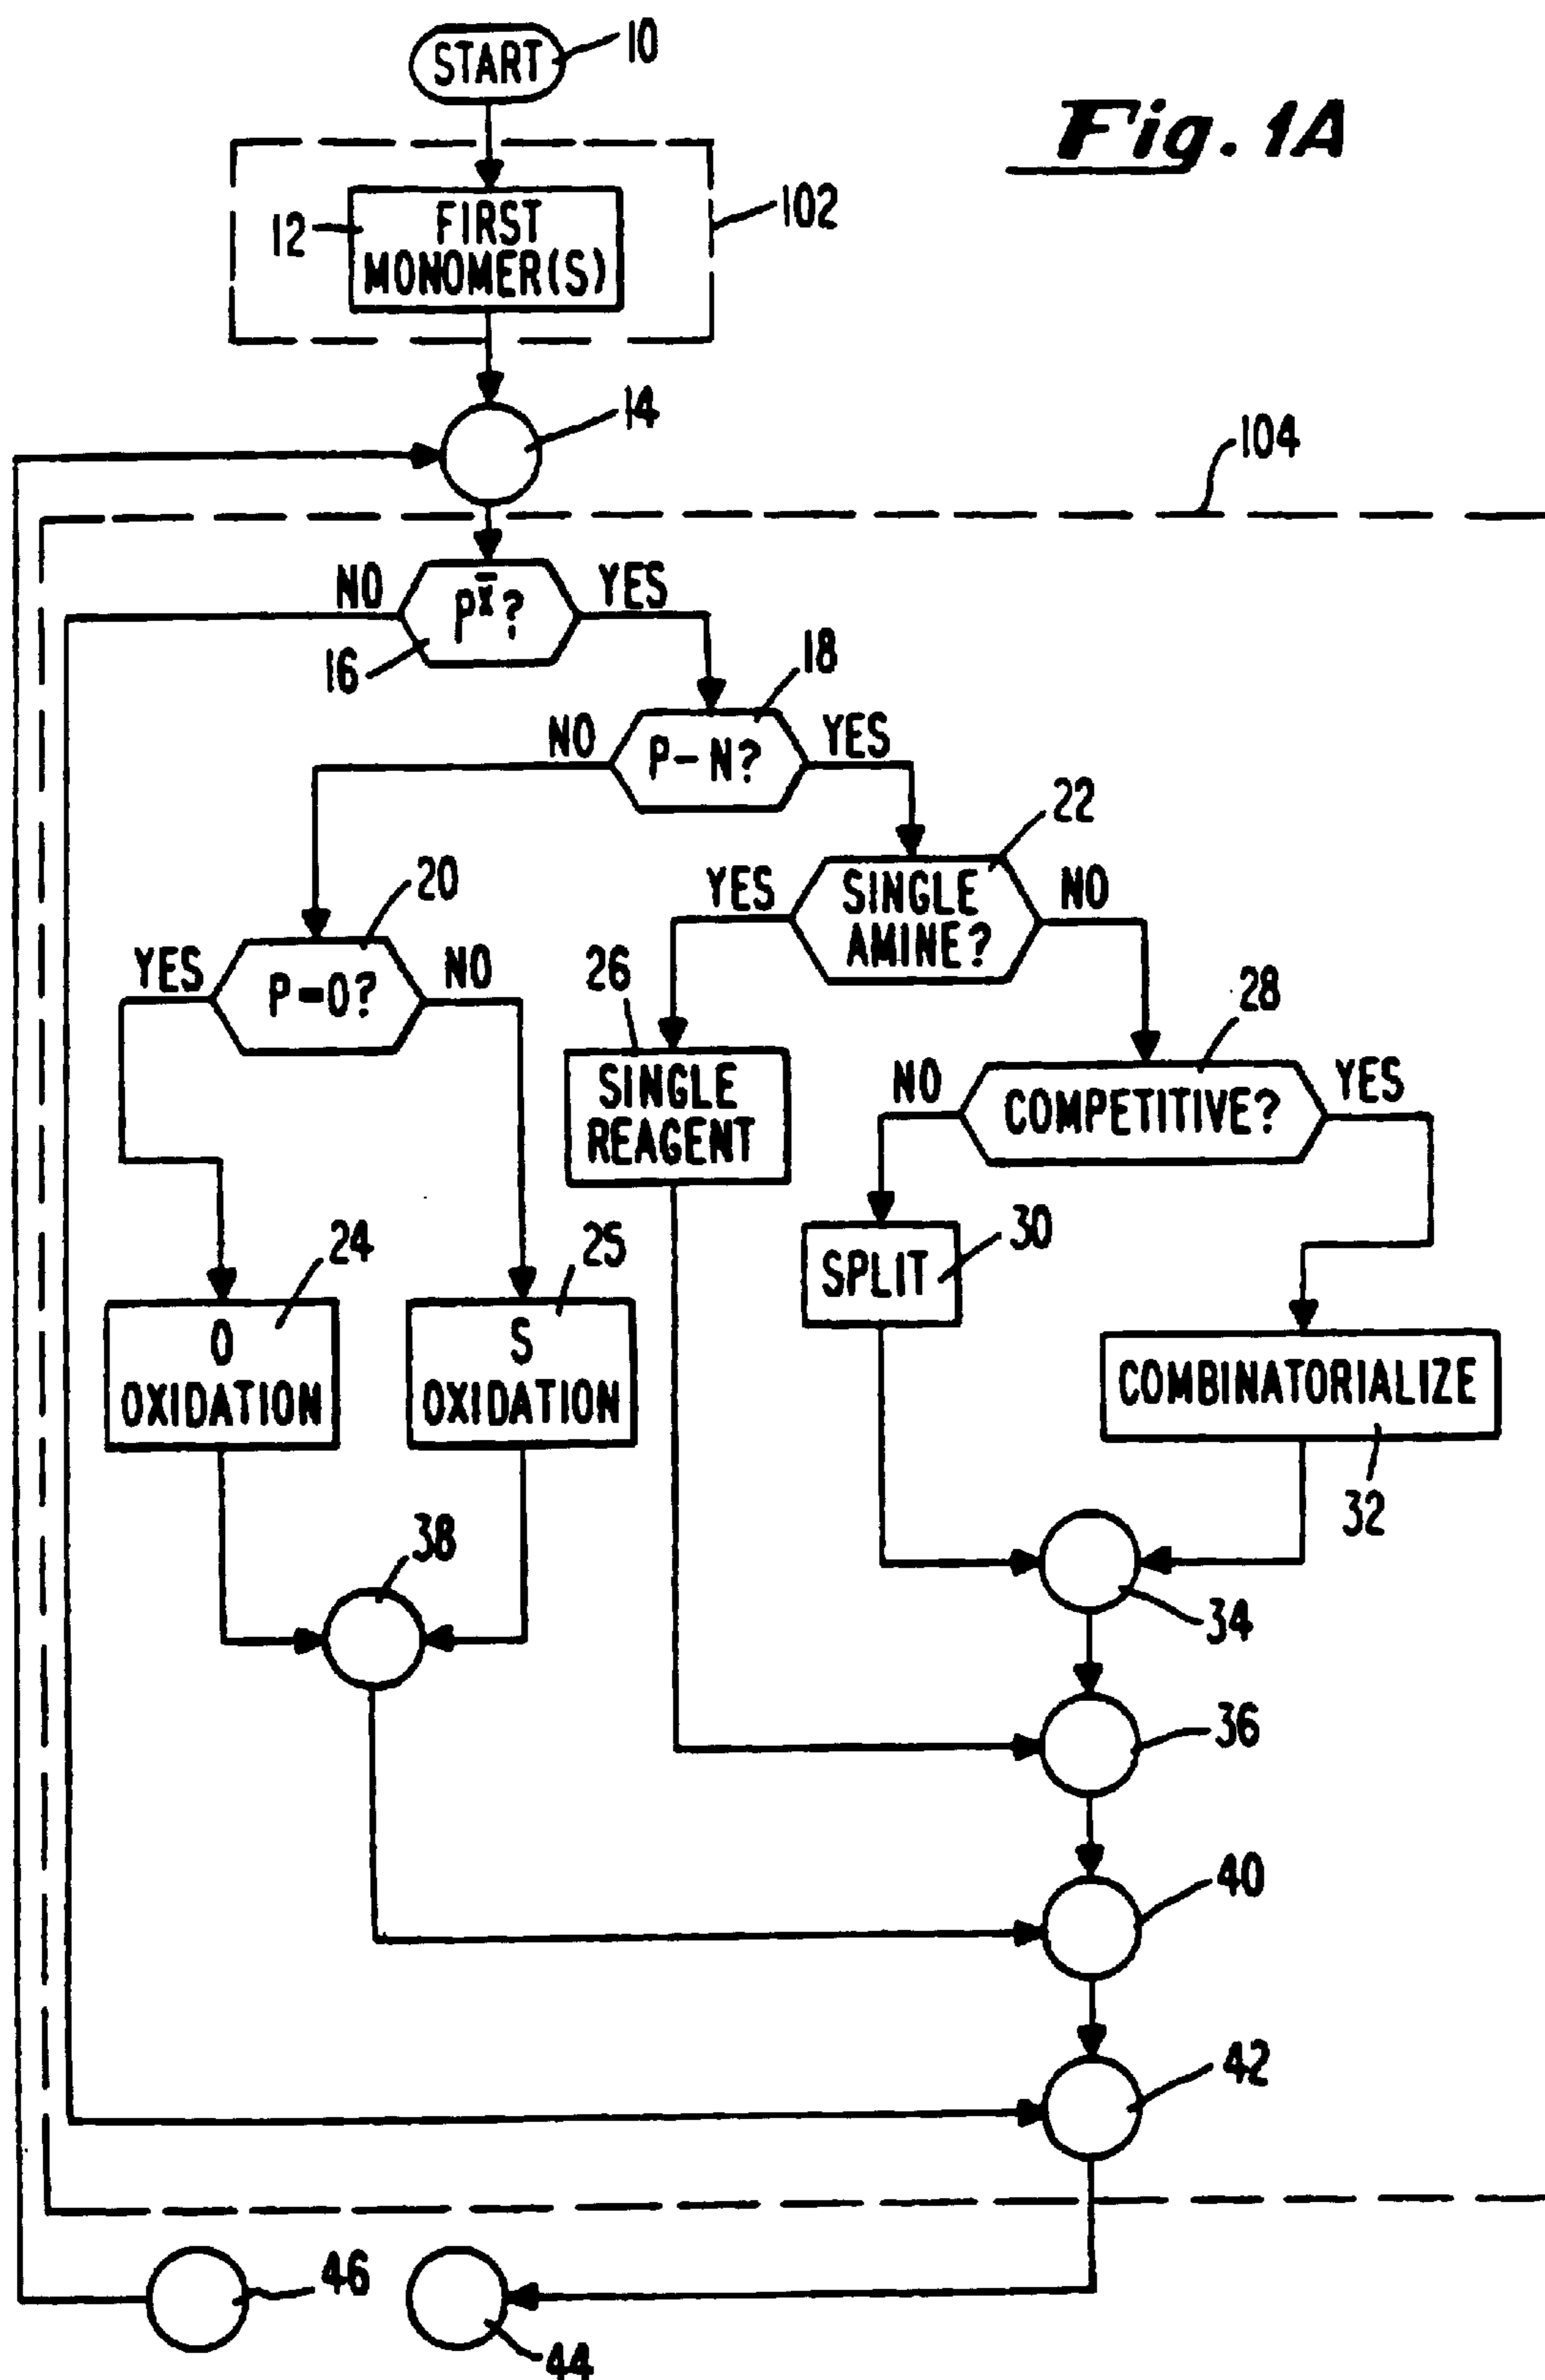 START
10
Fig. 1A
12
FIRST
MONOMER(S)
102
14
104
NO
YES
16
18
NO
P-N?
YES
22
20
YES
SINGLE
AMINE?
NO
YES
P=O?
NO
26
28
SINGLE
REAGENT
NO
COMPETITIVE?
YES
24
25
30
SPLIT
O
OXIDATION
S
OXIDATION
COMBINATORIALIZE
32
38
34
36
40
42
46
44